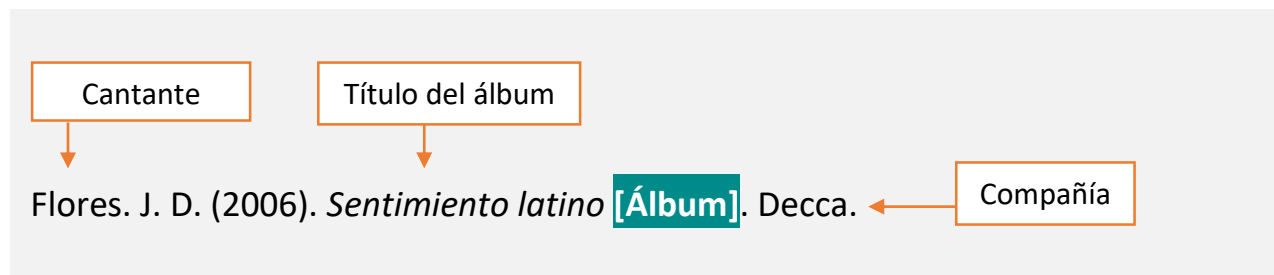 Cantante
Título del álbum
Flores. J. D. (2006). Sentimiento latino [Álbum]. Decca.
Compañía